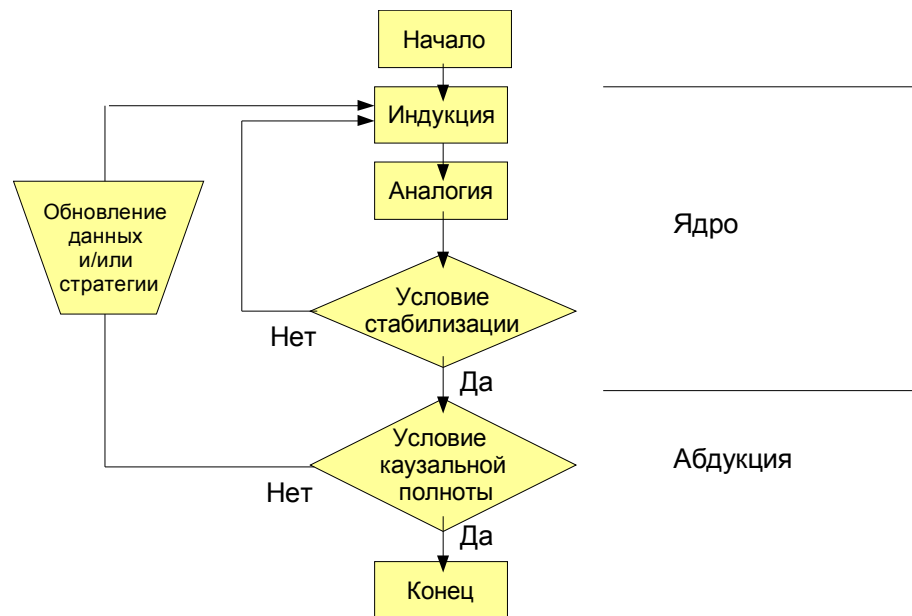 Начало
Индукция
Аналогия
Ядро
Обновление
данных
и/или
стратегии
Условие
стабилизации
Нет
Да
Условие
каузальной
полноты
Абдукция
Нет
Да
Конец